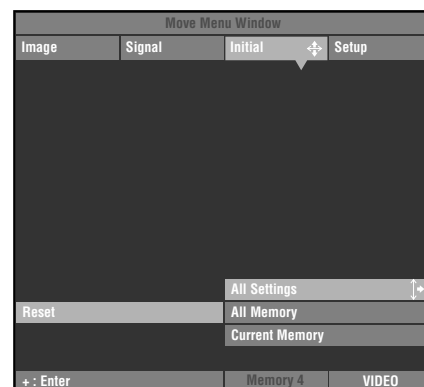 Move Menu Window
Image Signal Initial Setup
All Settings
Reset All Memory
Current Memory
+ : Enter Memory 4 VIDEO